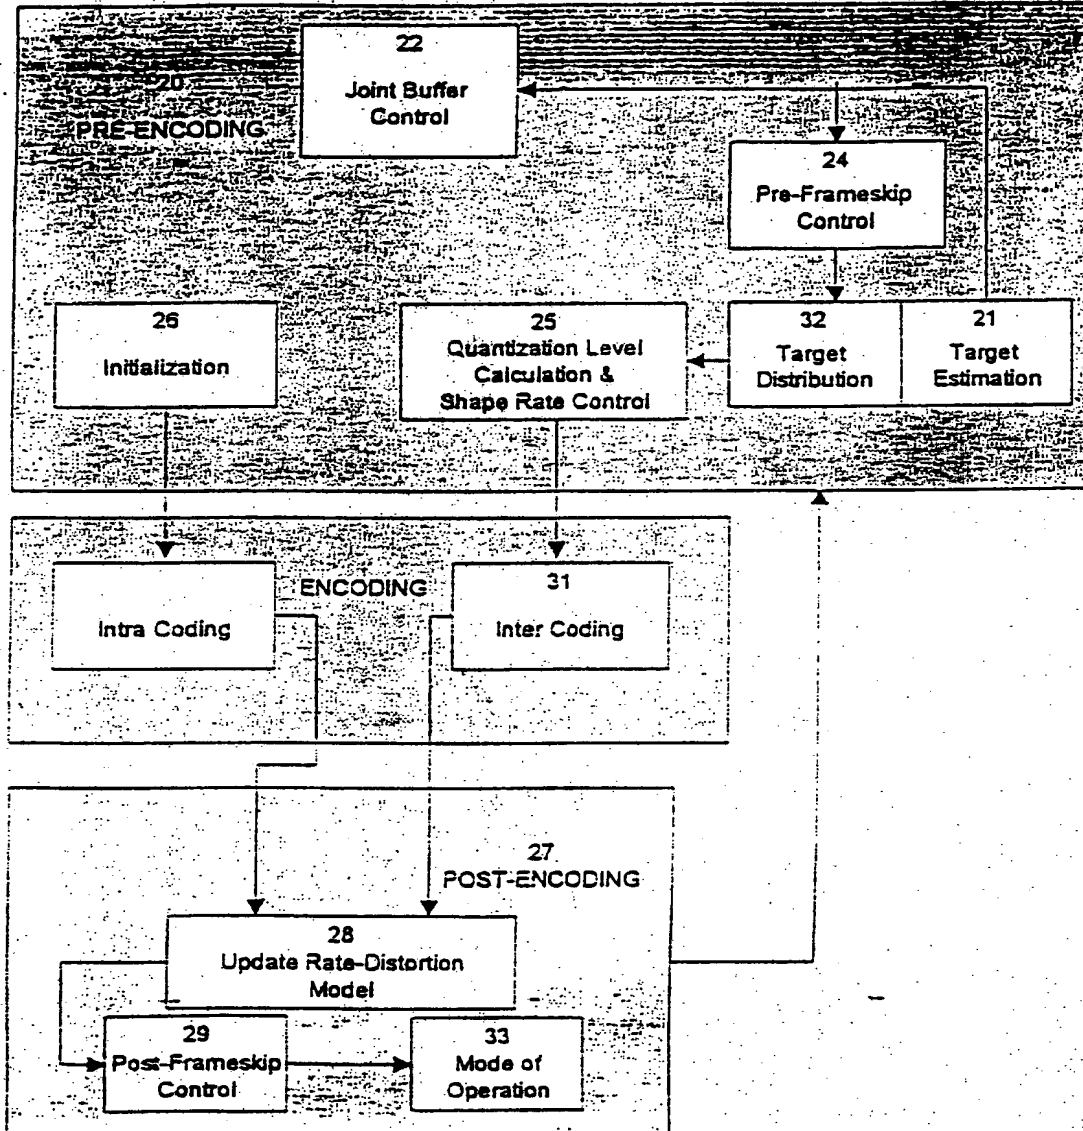 22
Joint Buffer
Control
20
PRE-ENCODING
24
Pre-Frameskip
Control
26
Initialization
25
Quantization Level
Calculation &
Shape Rate Control
32
Target
Distribution
21
Target
Estimation
ENCODING
Intra Coding
31
Inter Coding
27
POST-ENCODING
28
Update Rate-Distortion
Model
29
Post-Frameskip
Control
33
Mode of
Operation